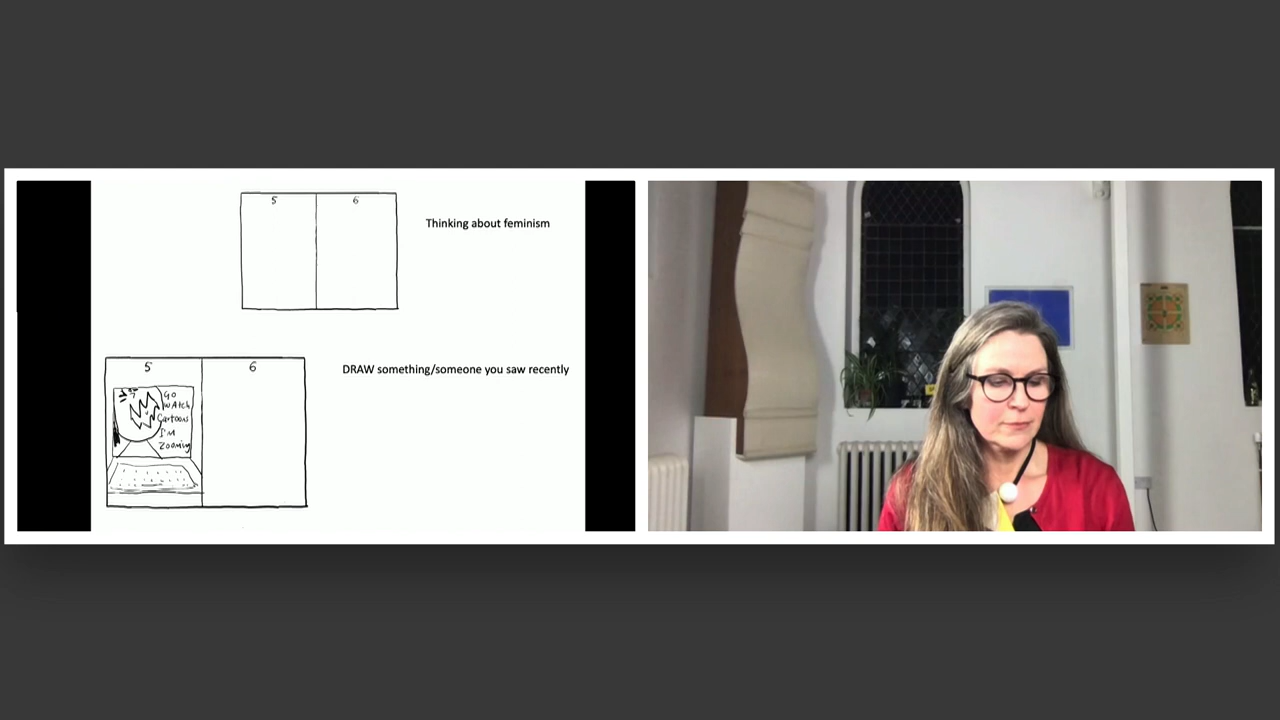 5 6
Thinking about feminism
5 6
DRAW something/someone you saw recently
GO
WAtch
Cartoons
I'M
Zooming